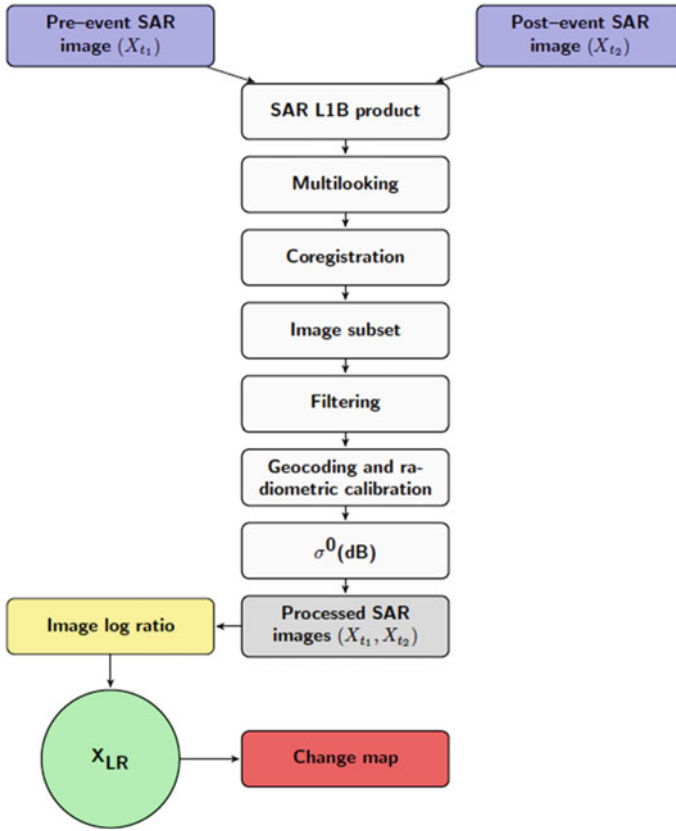 Pre–event SAR
image (X_{t_1})
Post–event SAR
image (X_{t_2})
SAR L1B product
Multilooking
Coregistration
Image subset
Filtering
Geocoding and ra-
diometric calibration
σ^0(dB)
Processed SAR
images (X_{t_1}, X_{t_2})
Image log ratio
X_{LR}
Change map